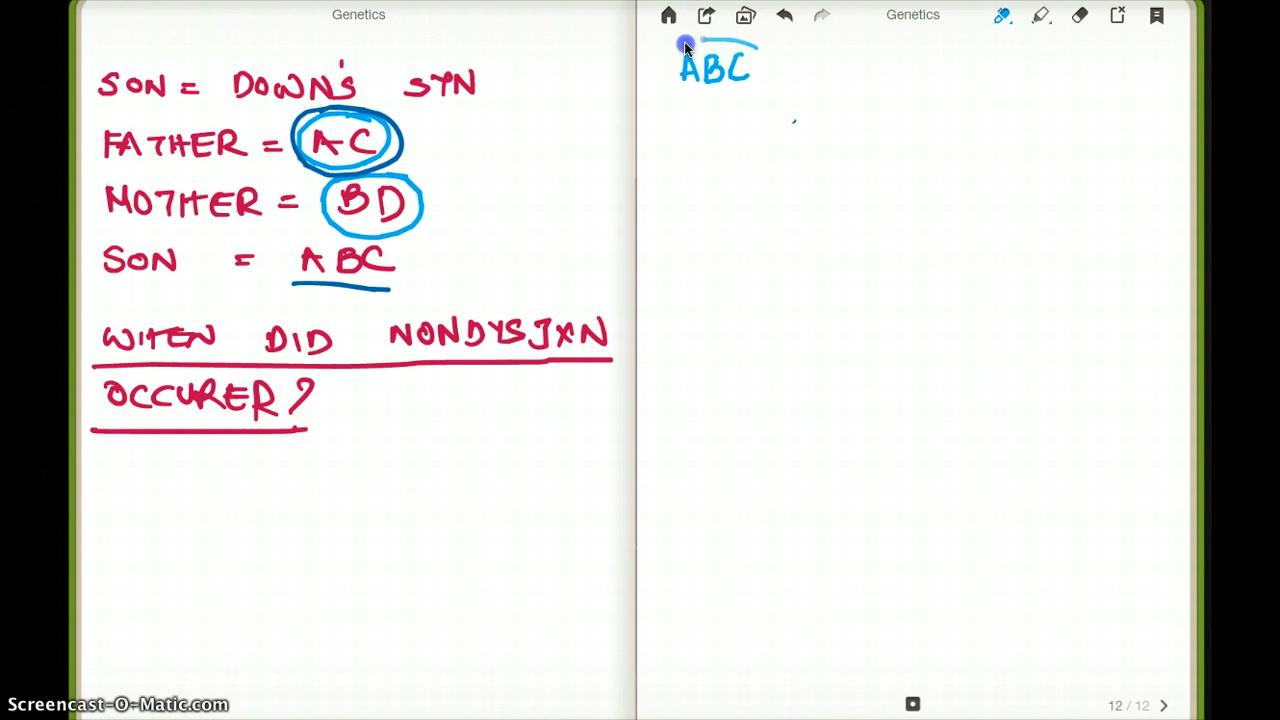 Genetics
SON = DOWN'S SYN
FATHER = AC
MOTHER = BD
SON = ABC
WHEN DID NONDYSJXN
OCCURER?
Genetics
ABC
12 / 12
Screencast-O-Matic.com